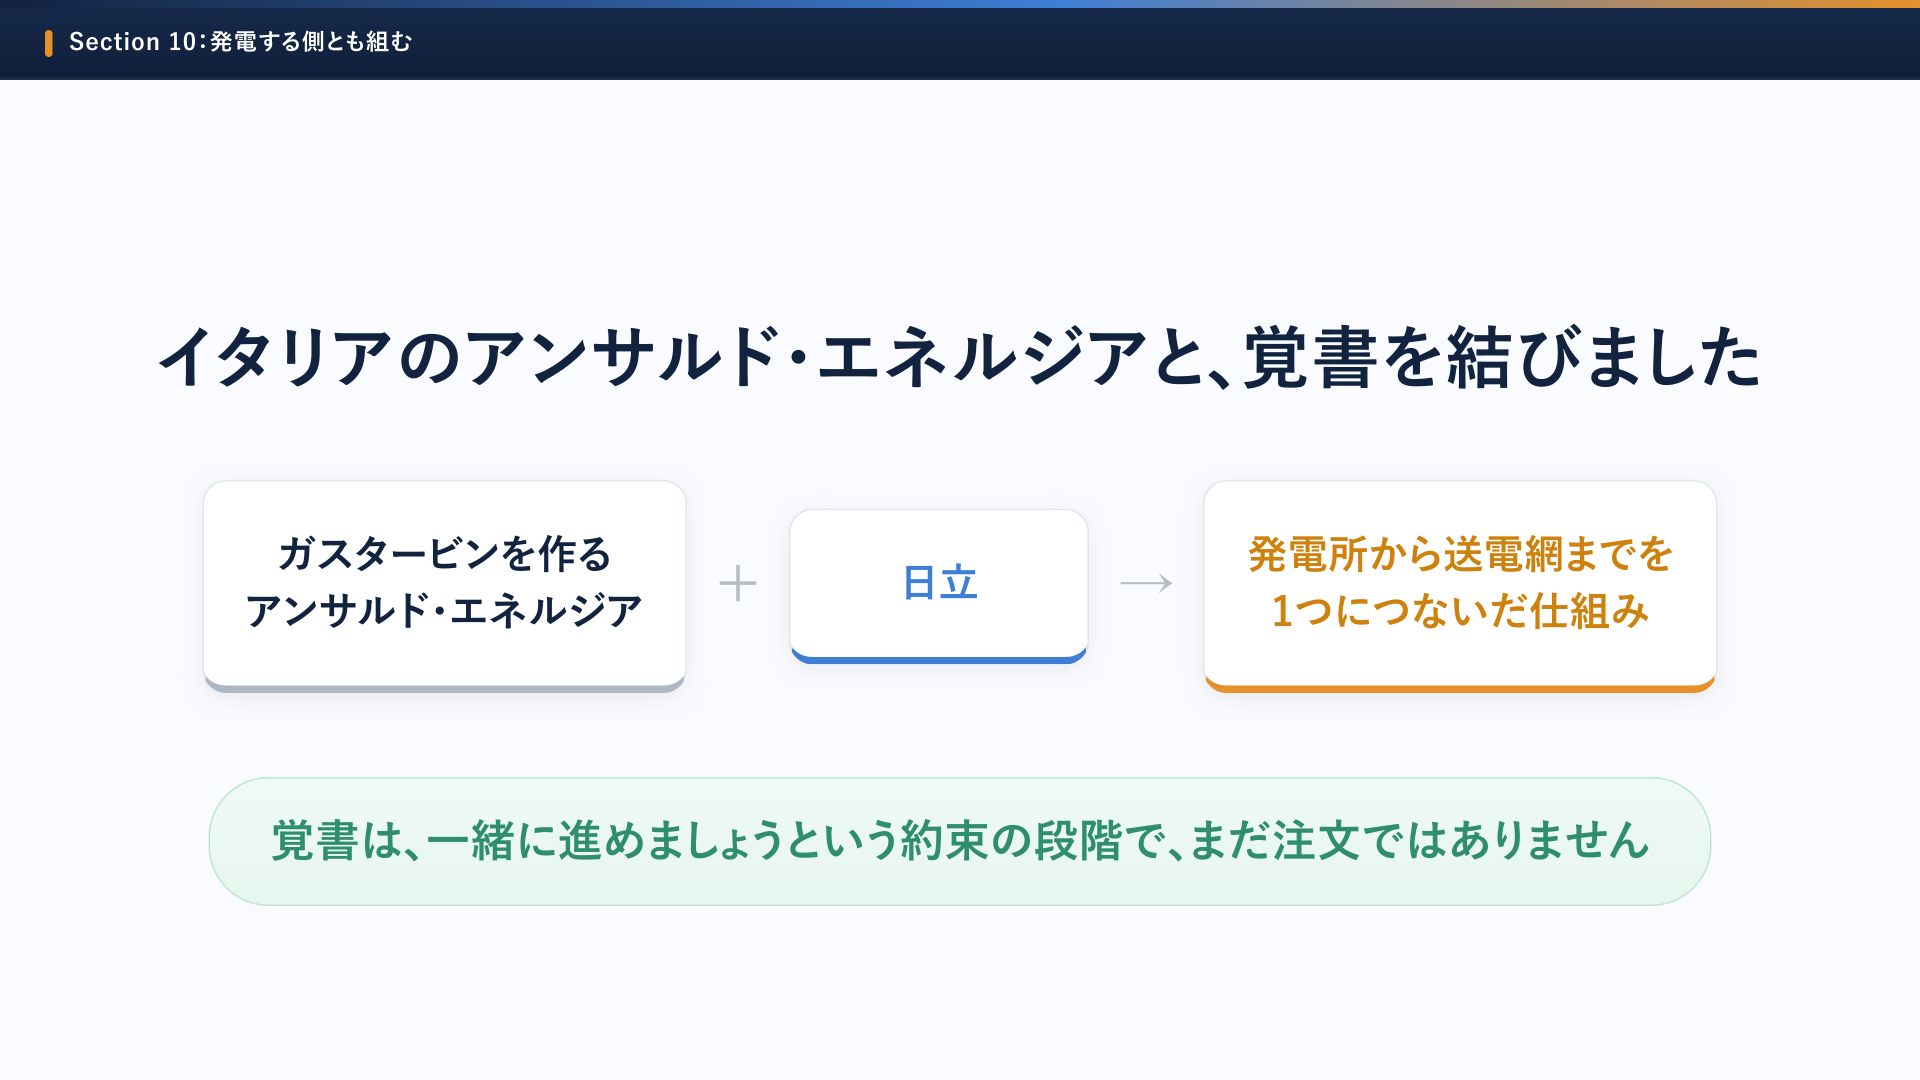 Section 10：発電する側とも組む
イタリアのアンサルド・エネルジアと、覚書を結びました
ガスタービンを作る
アンサルド・エネルジア
＋
日立
→
発電所から送電網までを
1つにつないだ仕組み
覚書は、一緒に進めましょうという約束の段階で、まだ注文ではありません